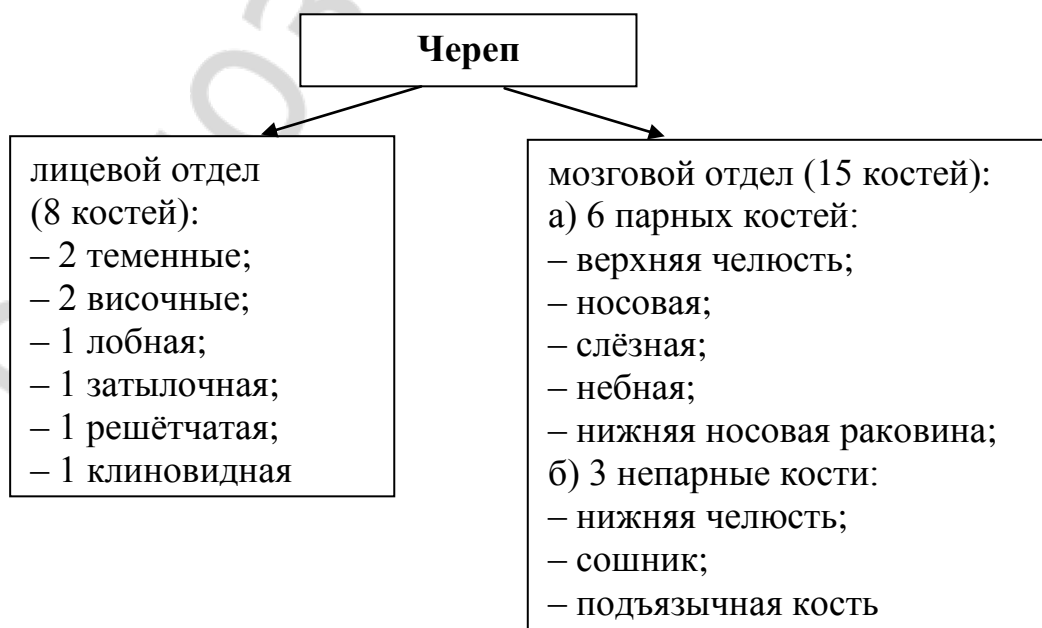 Череп
лицевой отдел
(8 костей):
– 2 теменные;
– 2 височные;
– 1 лобная;
– 1 затылочная;
– 1 решётчатая;
– 1 клиновидная
мозговой отдел (15 костей):
а) 6 парных костей:
– верхняя челюсть;
– носовая;
– слёзная;
– небная;
– нижняя носовая раковина;
б) 3 непарные кости:
– нижняя челюсть;
– сошник;
– подъязычная кость